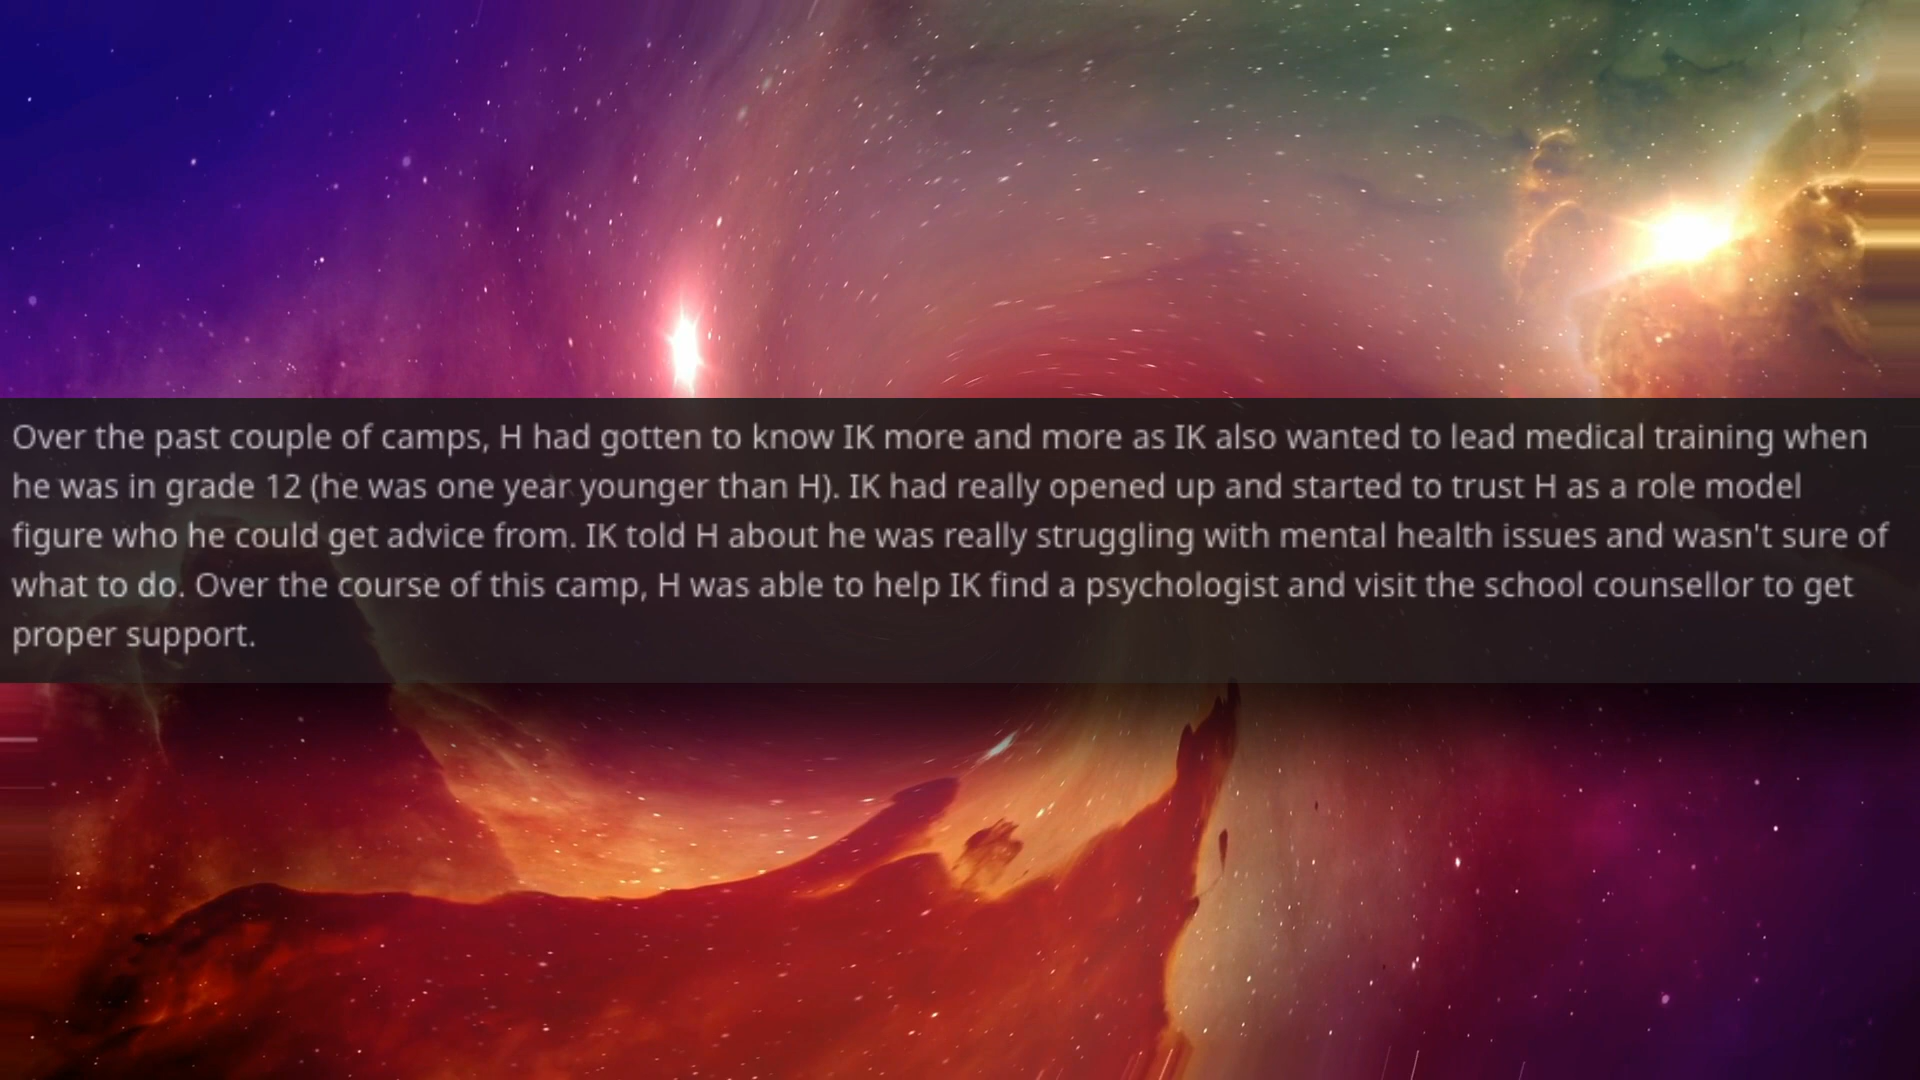 Over the past couple of camps, H had gotten to know IK more and more as IK also wanted to lead medical training when
he was in grade 12 (he was one year younger than H). IK had really opened up and started to trust H as a role model
figure who he could get advice from. IK told H about he was really struggling with mental health issues and wasn't sure of
what to do. Over the course of this camp, H was able to help IK find a psychologist and visit the school counsellor to get
proper support.